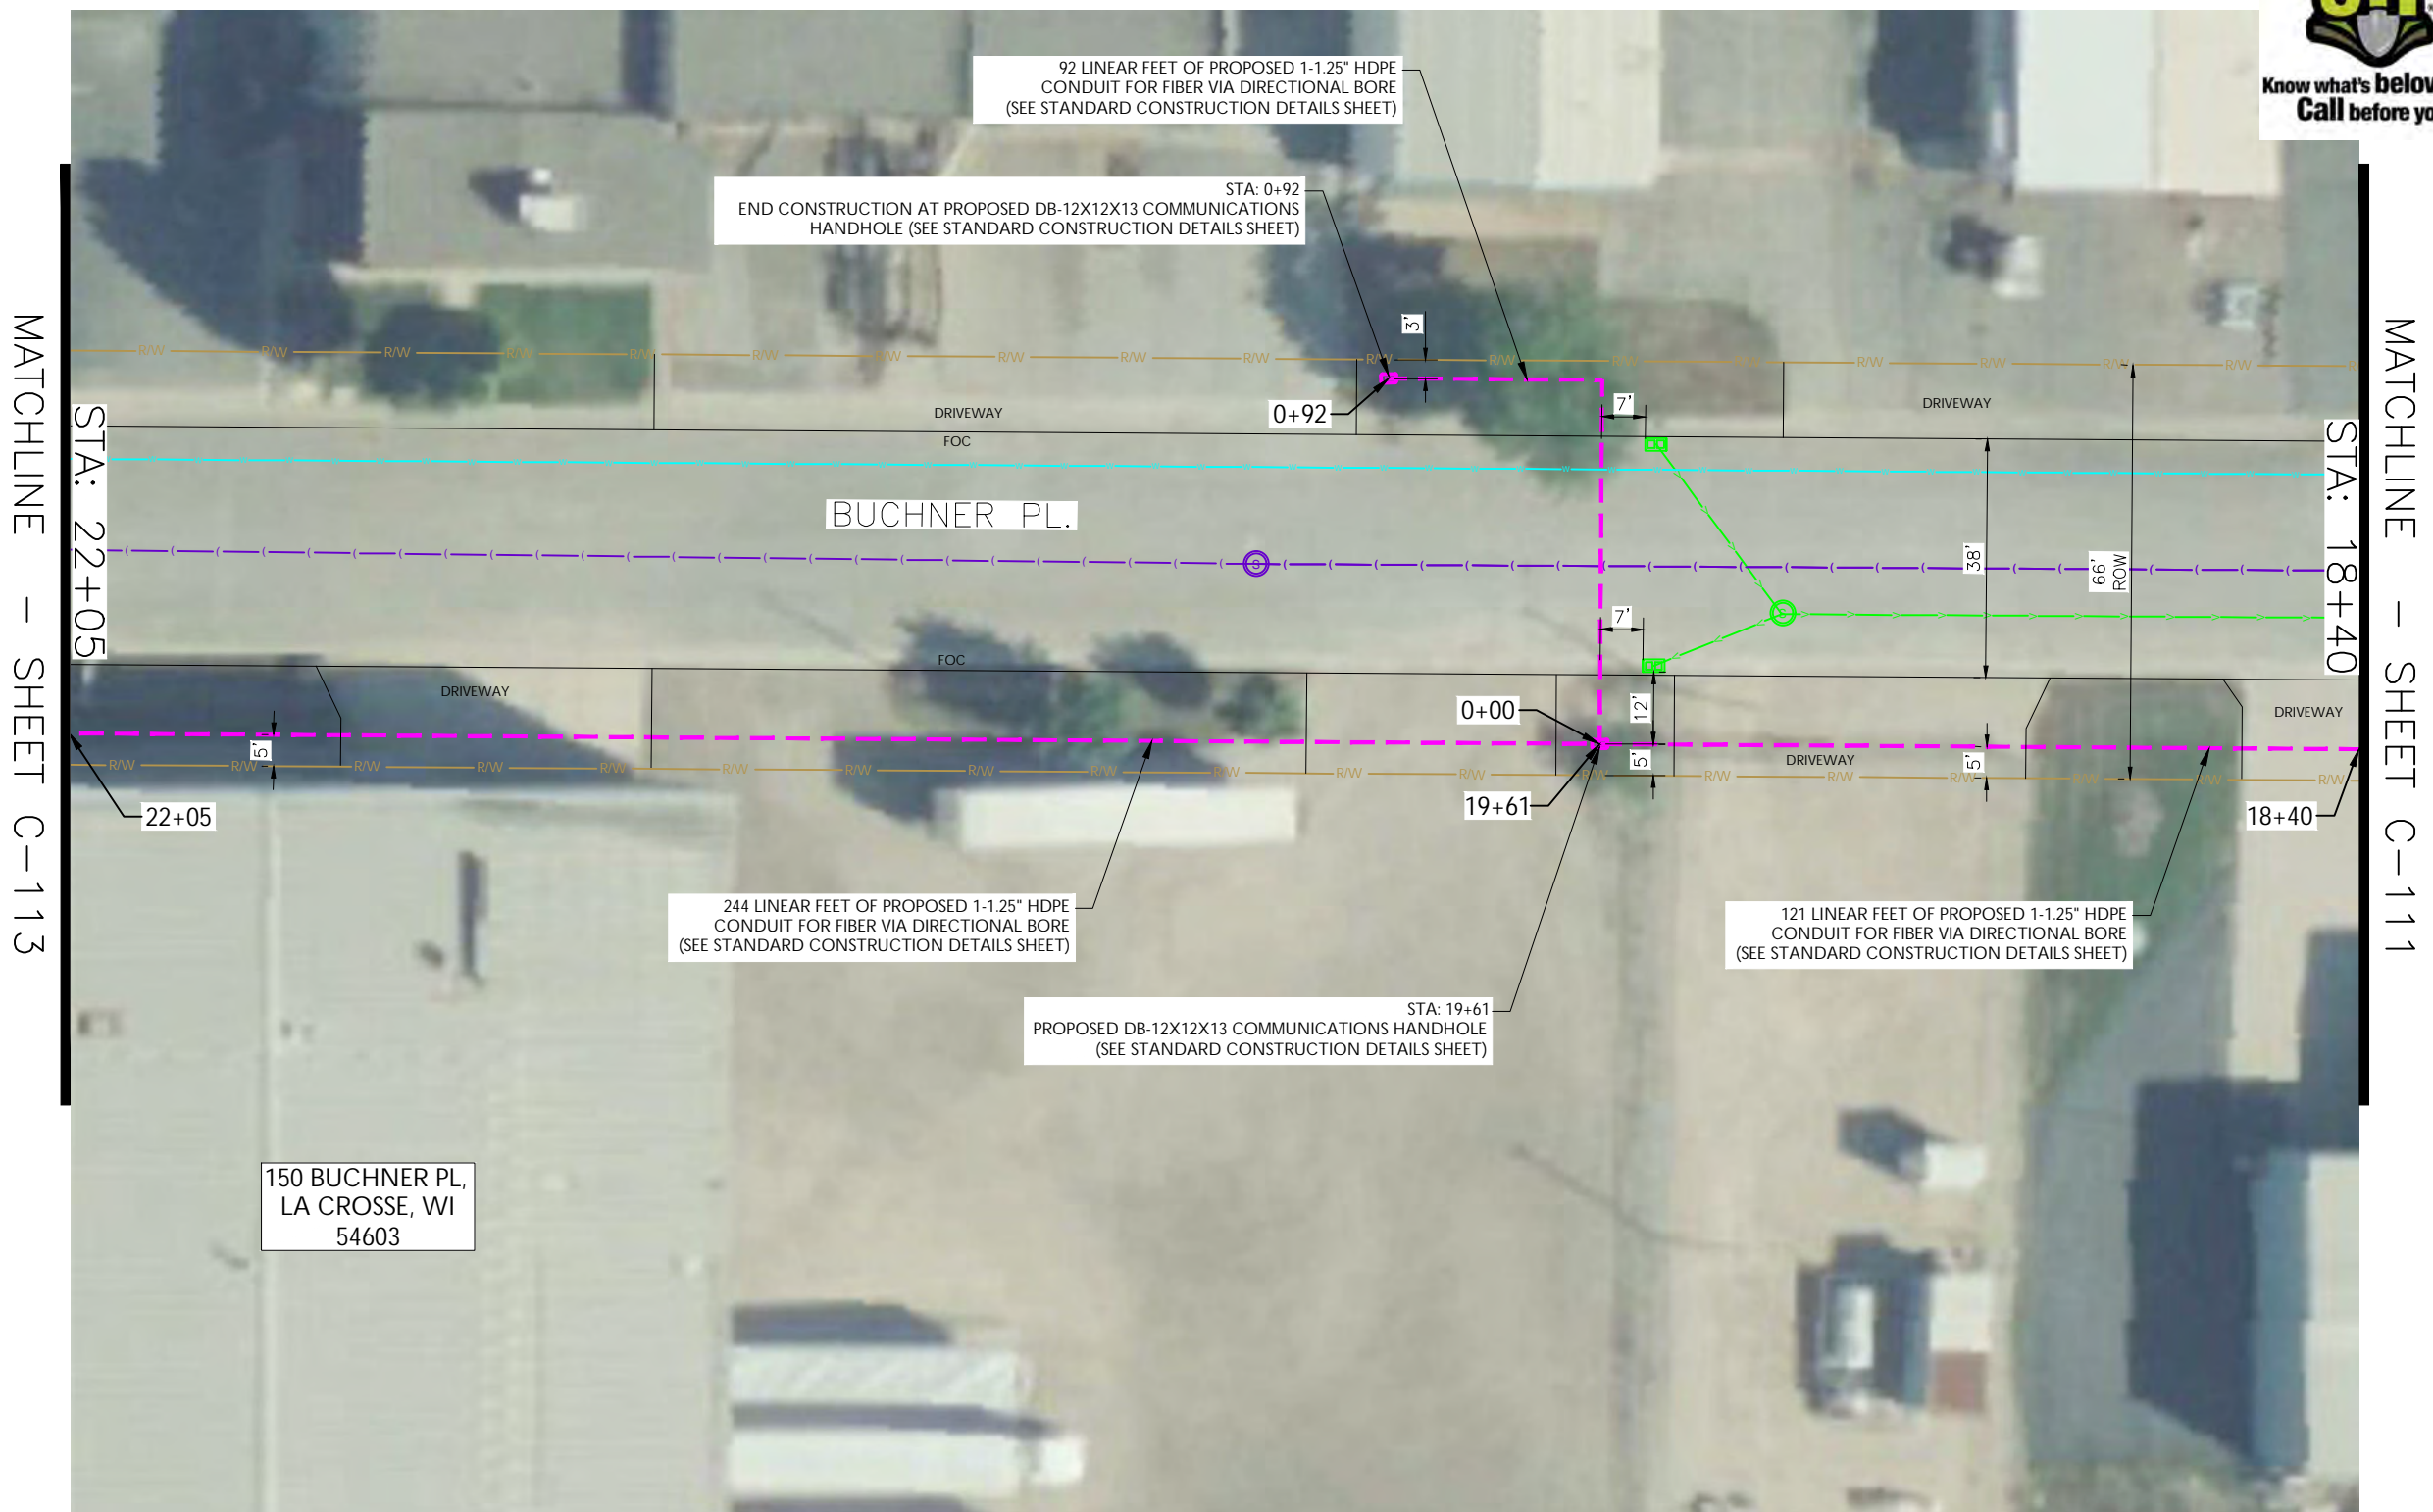 Know what's below
Call before yo
92 LINEAR FEET OF PROPOSED 1-1.25" HDPE
CONDUIT FOR FIBER VIA DIRECTIONAL BORE
(SEE STANDARD CONSTRUCTION DETAILS SHEET)
STA: 0+92
END CONSTRUCTION AT PROPOSED DB-12X12X13 COMMUNICATIONS
HANDHOLE (SEE STANDARD CONSTRUCTION DETAILS SHEET)
MATCHLINE – SHEET C-113
STA: 22+05
MATCHLINE – SHEET C-111
STA: 18+40
3'
R/W R/W R/W R/W R/W R/W R/W R/W R/W R/W R/W R/W R/W R/W R/W R/W R/W R/W
0+92
7'
DRIVEWAY
DRIVEWAY
FOC
BUCHNER PL.
S
38'
66'
ROW
7'
FOC
DRIVEWAY
0+00
12'
DRIVEWAY
5'
5'
DRIVEWAY
5'
R/W R/W R/W R/W R/W R/W R/W R/W R/W R/W R/W R/W R/W R/W R/W R/W R/W R/W R/W
22+05
19+61
18+40
244 LINEAR FEET OF PROPOSED 1-1.25" HDPE
CONDUIT FOR FIBER VIA DIRECTIONAL BORE
(SEE STANDARD CONSTRUCTION DETAILS SHEET)
121 LINEAR FEET OF PROPOSED 1-1.25" HDPE
CONDUIT FOR FIBER VIA DIRECTIONAL BORE
(SEE STANDARD CONSTRUCTION DETAILS SHEET)
STA: 19+61
PROPOSED DB-12X12X13 COMMUNICATIONS HANDHOLE
(SEE STANDARD CONSTRUCTION DETAILS SHEET)
150 BUCHNER PL,
LA CROSSE, WI
54603